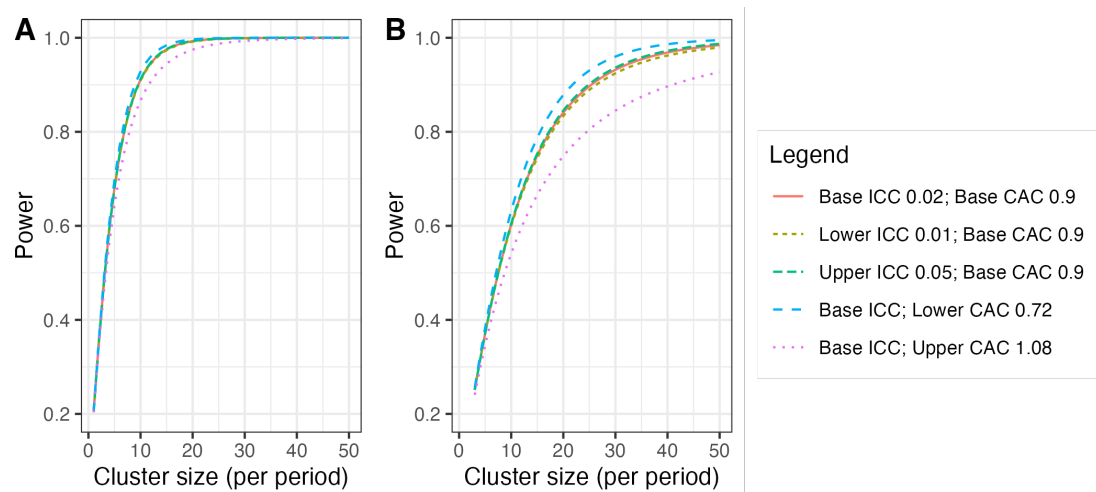 A
Power
1.0
0.8
0.6
0.4
0.2
0 10 20 30 40 50
Cluster size (per period)
B
Power
1.0
0.8
0.6
0.4
0.2
0 10 20 30 40 50
Cluster size (per period)
Legend
Base ICC 0.02; Base CAC 0.9
Lower ICC 0.01; Base CAC 0.9
Upper ICC 0.05; Base CAC 0.9
Base ICC; Lower CAC 0.72
Base ICC; Upper CAC 1.08